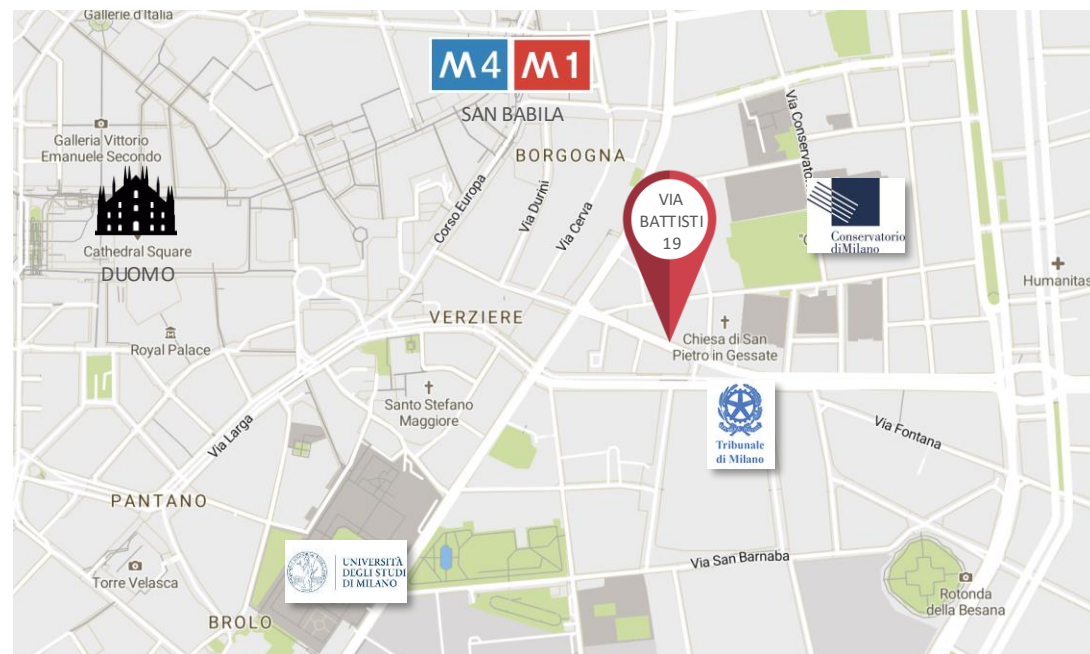 Gallerie d'Italia
M4 M1
SAN BABILA
Galleria Vittorio
Emanuele Secondo
BORGOGNA
Via Conservato
Corso Europa
Via Durini
Via Cerva
VIA
BATTISTI
19
Conservatorio
diMilano
Cathedral Square
DUOMO
Humanitas
VERZIERE
Royal Palace
Chiesa di San
Pietro in Gessate
Santo Stefano
Maggiore
Via Larga
Tribunale
di Milano
Via Fontana
PANTANO
UNIVERSITÀ
DEGLI STUDI
DI MILANO
Via San Barnaba
Torre Velasca
Rotonda
della Besana
BROLO